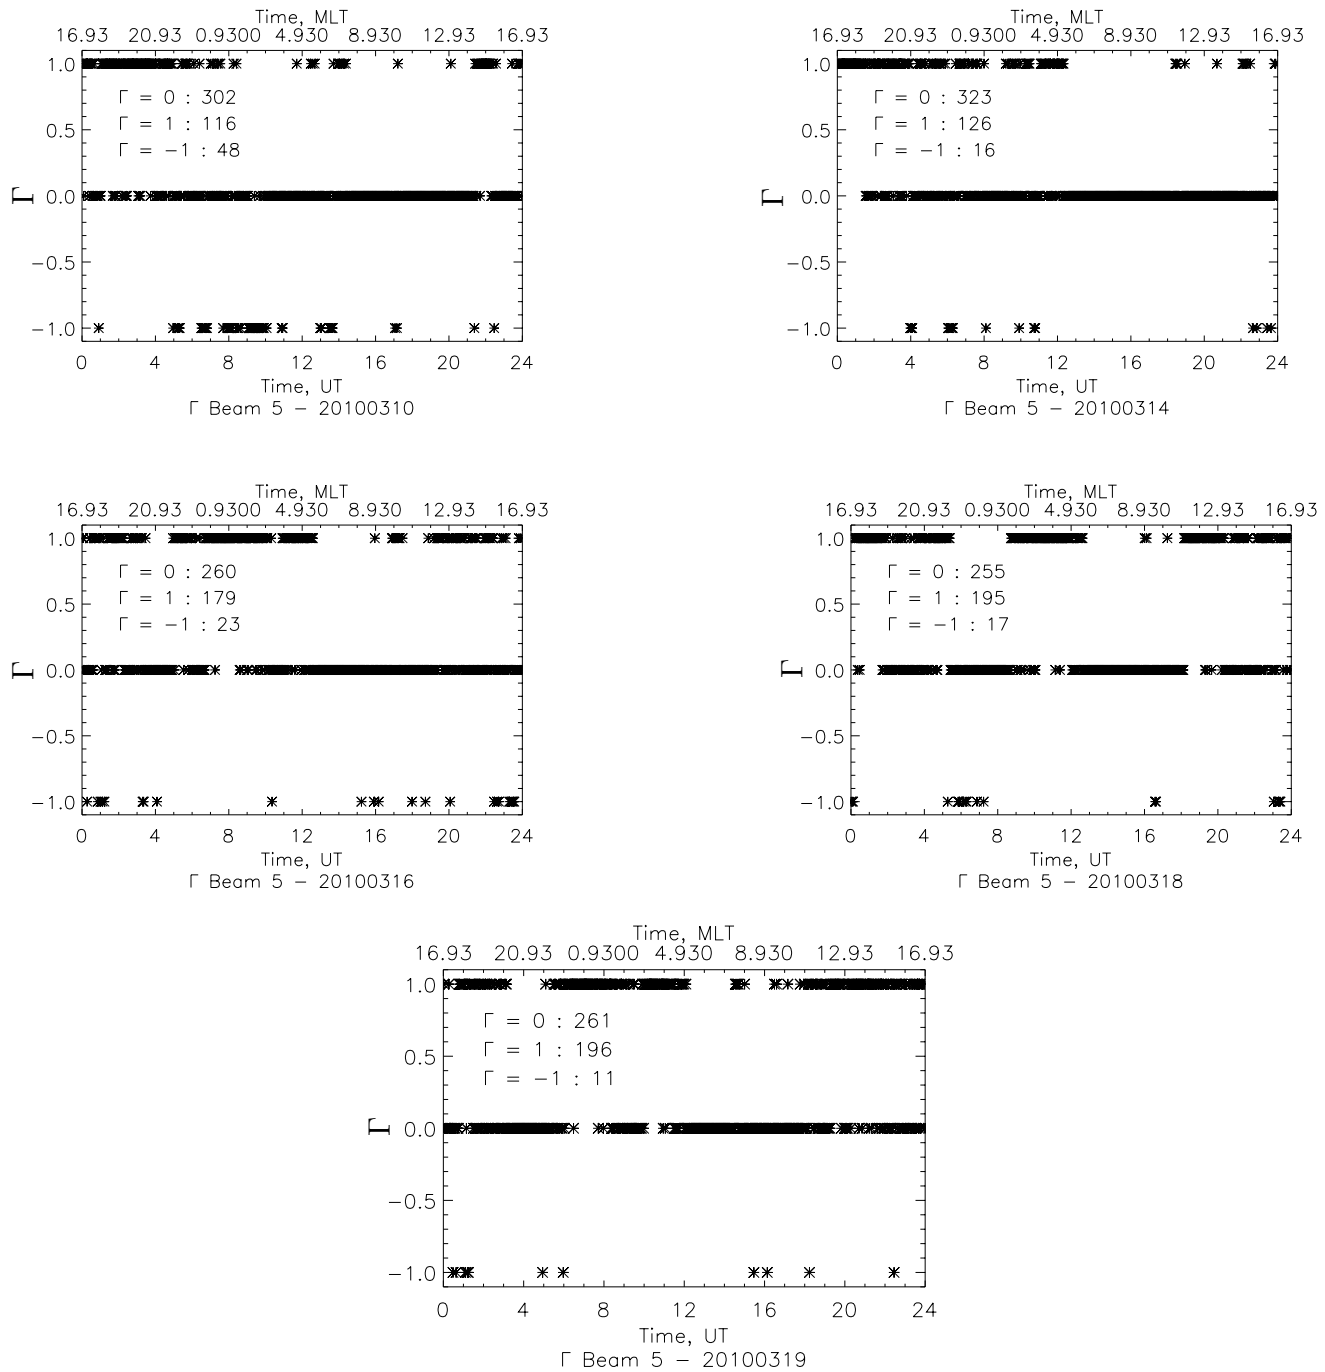 Time, MLT
16.93 20.93 0.9300 4.930 8.930 12.93 16.93
1.0
Γ = 0 : 302
Γ = 1 : 116
0.5
Γ = -1 : 48
Γ
0.0
-0.5
-1.0
0 4 8 12 16 20 24
Time, UT
Γ Beam 5 - 20100310
Time, MLT
16.93 20.93 0.9300 4.930 8.930 12.93 16.93
1.0
Γ = 0 : 323
Γ = 1 : 126
0.5
Γ = -1 : 16
Γ
0.0
-0.5
-1.0
0 4 8 12 16 20 24
Time, UT
Γ Beam 5 - 20100314
Time, MLT
16.93 20.93 0.9300 4.930 8.930 12.93 16.93
1.0
Γ = 0 : 260
Γ = 1 : 179
0.5
Γ = -1 : 23
Γ
0.0
-0.5
-1.0
0 4 8 12 16 20 24
Time, UT
Γ Beam 5 - 20100316
Time, MLT
16.93 20.93 0.9300 4.930 8.930 12.93 16.93
1.0
Γ = 0 : 255
Γ = 1 : 195
0.5
Γ = -1 : 17
Γ
0.0
-0.5
-1.0
0 4 8 12 16 20 24
Time, UT
Γ Beam 5 - 20100318
Time, MLT
16.93 20.93 0.9300 4.930 8.930 12.93 16.93
1.0
Γ = 0 : 261
Γ = 1 : 196
0.5
Γ = -1 : 11
Γ
0.0
-0.5
-1.0
0 4 8 12 16 20 24
Time, UT
Γ Beam 5 - 20100319